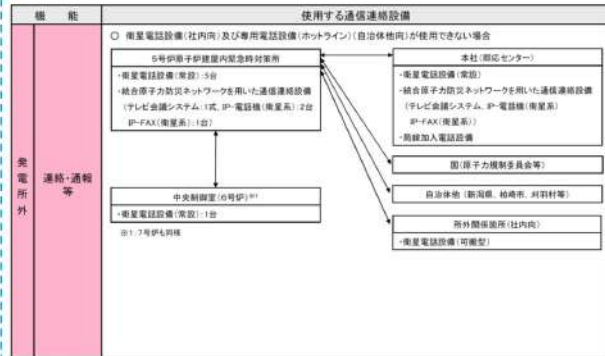 機 能
使用する通信連絡設備
発電所外
連絡・通報等
○ 衛星電話設備(社内向)及び専用電話設備(ホットライン)(自治体他向)が使用できない場合
5号炉原子炉建屋内緊急時対策所
・衛星電話設備(常設):5台
・統合原子力防災ネットワークを用いた通信連絡設備
(テレビ会議システム:1式、IP-電話機(衛星系):2台
IP-FAX(衛星系):1台)
中央制御室(6号炉)※1
・衛星電話設備(常設):1台
※1:7号炉も同様
本社(即応センター)
・衛星電話設備(常設)
・統合原子力防災ネットワークを用いた通信連絡設備
(テレビ会議システム、IP-電話機(衛星系)
IP-FAX(衛星系))
・局線加入電話設備
国(原子力規制委員会等)
自治体他(新潟県、柏崎市、刈羽村等)
所外関係箇所(社内向)
・衛星電話設備(可搬型)